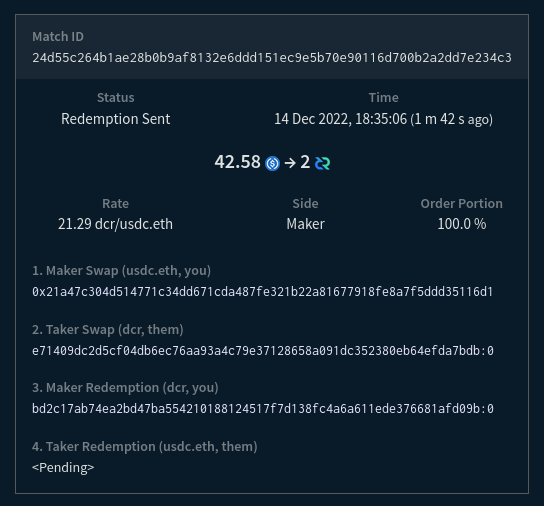 Match ID
24d55c264b1ae28b0b9af8132e6ddd151ec9e5b70e90116d700b2a2dd7e234c3
Status Time
Redemption Sent 14 Dec 2022, 18:35:06 (1 m 42 s ago)
42.58 → 2
Rate Side Order Portion
21.29 dcr/usdc.eth Maker 100.0 %
1. Maker Swap (usdc.eth, you)
0x21a47c304d514771c34dd671cda487fe321b22a81677918fe8a7f5ddd35116d1
2. Taker Swap (dcr, them)
e71409dc2d5cf04db6ec76aa93a4c79e37128658a091dc352380eb64efda7bdb:0
3. Maker Redemption (dcr, you)
bd2c17ab74ea2bd47ba554210188124517f7d138fc4a6a611ede376681afd09b:0
4. Taker Redemption (usdc.eth, them)
<Pending>